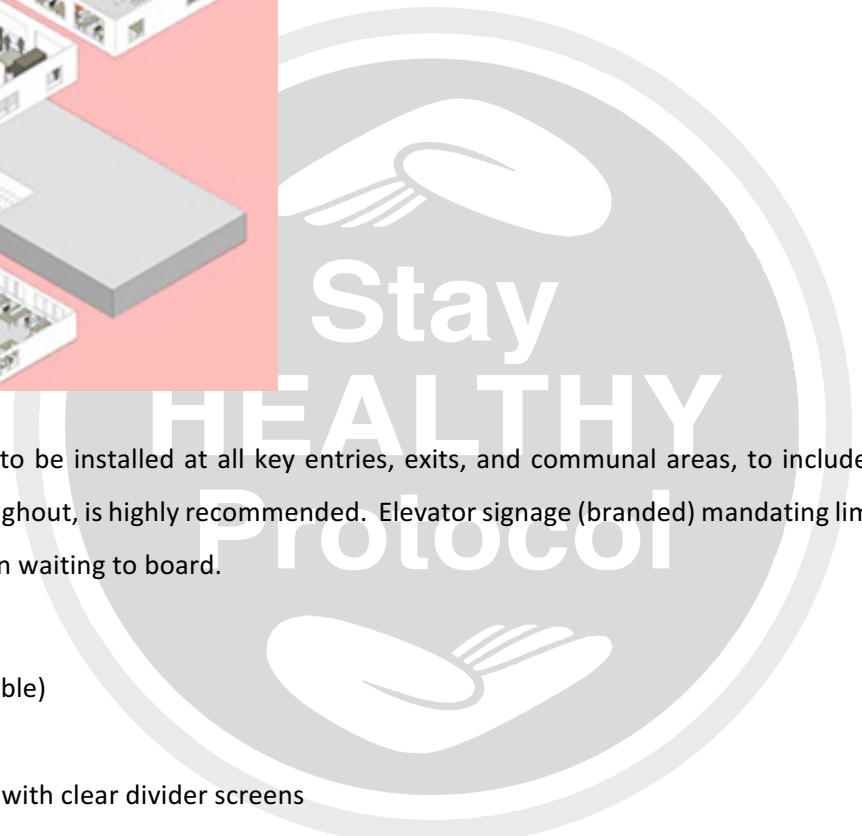 Stay
HEALTHY
Protocol
to be installed at all key entries, exits, and communal areas, to include
ghout, is highly recommended. Elevator signage (branded) mandating lim
n waiting to board.
ble)
with clear divider screens